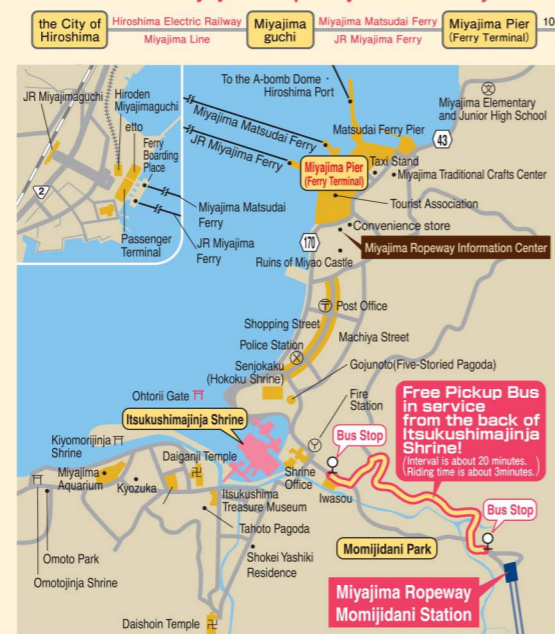 the City of
Hiroshima
Hiroshima Electric Railway
Miyajima Line
Miyajima
guchi
Miyajima Matsudai Ferry
JR Miyajima Ferry
Miyajima Pier
(Ferry Terminal)
10
JR Miyajimaguchi
Hiroden
Miyajimaguchi
etto
Ferry
Boarding
Place
2
Passenger
Terminal
Miyajima Matsudai
Ferry
JR Miyajima
Ferry
To the A-bomb Dome・
Hiroshima Port
Miyajima Matsudai Ferry
JR Miyajima Ferry
文
Miyajima Elementary
and Junior High School
Matsudai Ferry Pier
43
Miyajima Pier
(Ferry Terminal)
Taxi Stand
Miyajima Traditional Crafts Center
Tourist Association
Convenience store
170
Miyajima Ropeway Information Center
Ruins of Miyao Castle
Post Office
Shopping Street
Machiya Street
Police Station
Senjokaku
(Hokoku Shrine)
Gojunoto(Five-Storied Pagoda)
Ohtorii Gate
Itsukushimajinja Shrine
Fire
Station
Free Pickup Bus
in service
from the back of
Itsukushimajinja
Shrine!
(Interval is about 20 minutes.
Riding time is about 3minutes.)
Bus Stop
Bus Stop
Kiyomorijinja
Shrine
Daiganji Temple
Miyajima
Aquarium
Kyozuka
Itsukushima
Treasure Museum
Shrine
Office
Iwasou
Tahoto Pagoda
Omoto Park
Omotojinja Shrine
Shokei Yashiki
Residence
Momijidani Park
Miyajima Ropeway
Momijidani Station
Daishoin Temple